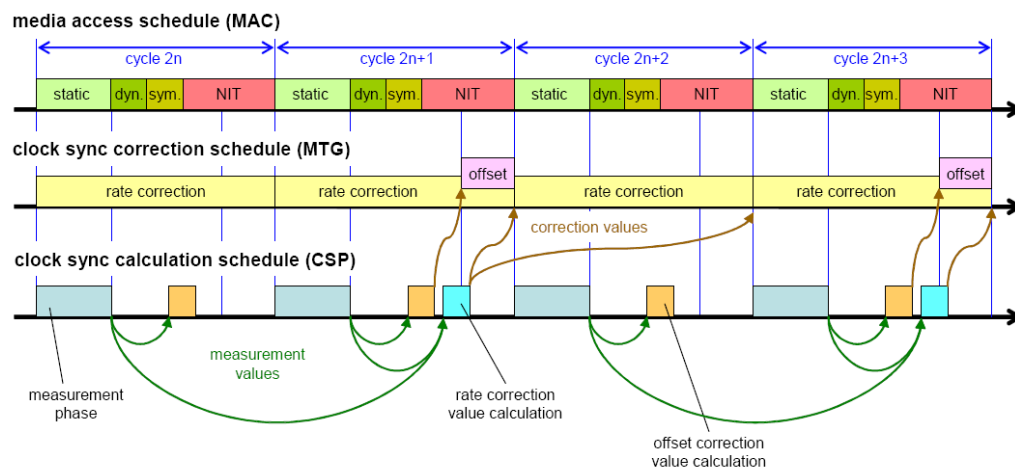 media access schedule (MAC)
cycle 2n
cycle 2n+1
cycle 2n+2
cycle 2n+3
static
dyn.
sym.
NIT
static
dyn.
sym.
NIT
static
dyn.
sym.
NIT
static
dyn.
sym.
NIT
clock sync correction schedule (MTG)
offset
offset
rate correction
rate correction
rate correction
rate correction
correction values
clock sync calculation schedule (CSP)
measurement
values
measurement
phase
rate correction
value calculation
offset correction
value calculation